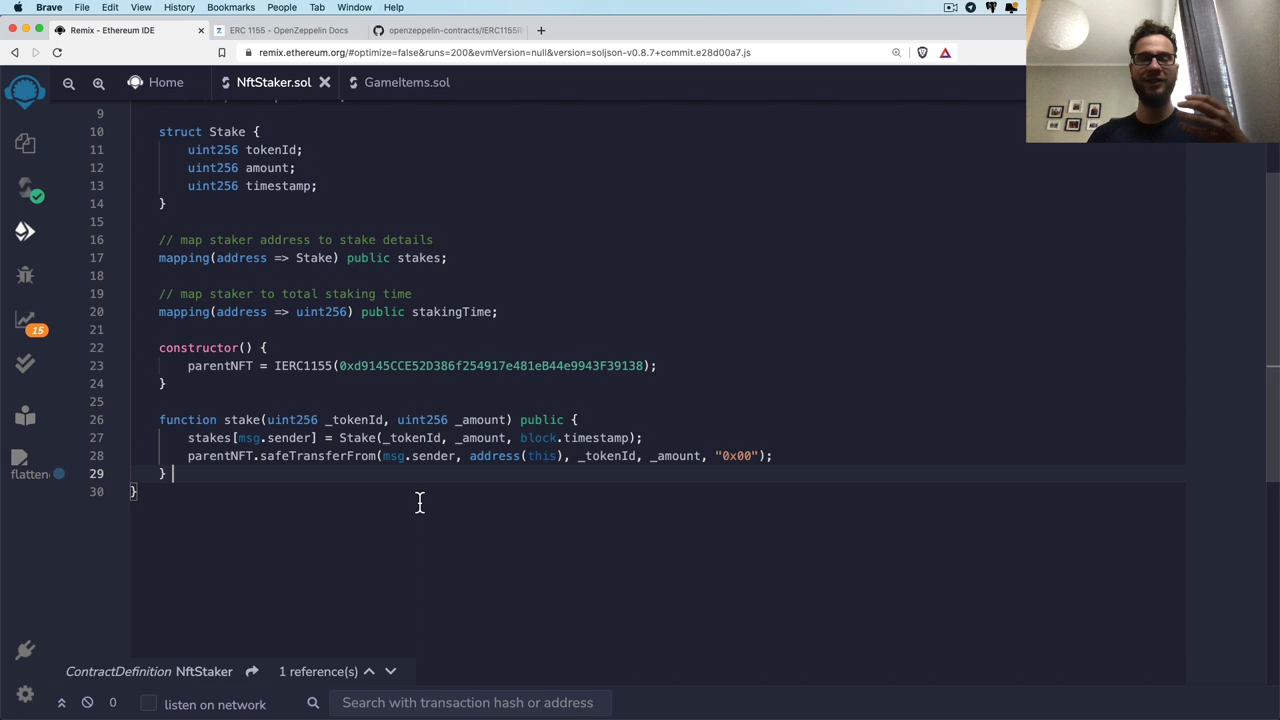 Brave File Edit View History Bookmarks People Tab Window Help
Remix - Ethereum IDE
ERC 1155 - OpenZeppelin Docs
openzeppelin-contracts/IERC1155R
remix.ethereum.org/#optimize=false&runs=200&evmVersion=null&version=soljson-v0.8.7+commit.e28d00a7.js
Home
NftStaker.sol
GameItems.sol
9
10 struct Stake {
11 uint256 tokenId;
12 uint256 amount;
13 uint256 timestamp;
14 }
15
16 // map staker address to stake details
17 mapping(address => Stake) public stakes;
18
19 // map staker to total staking time
20 mapping(address => uint256) public stakingTime;
21
22 constructor() {
23 parentNFT = IERC1155(0xd9145CCE52D386f254917e481eB44e9943F39138);
24 }
25
26 function stake(uint256 _tokenId, uint256 _amount) public {
27 stakes[msg.sender] = Stake(_tokenId, _amount, block.timestamp);
28 parentNFT.safeTransferFrom(msg.sender, address(this), _tokenId, _amount, "0x00");
29 }
30 }
15
flatten
ContractDefinition NftStaker 1 reference(s)
0 listen on network Search with transaction hash or address